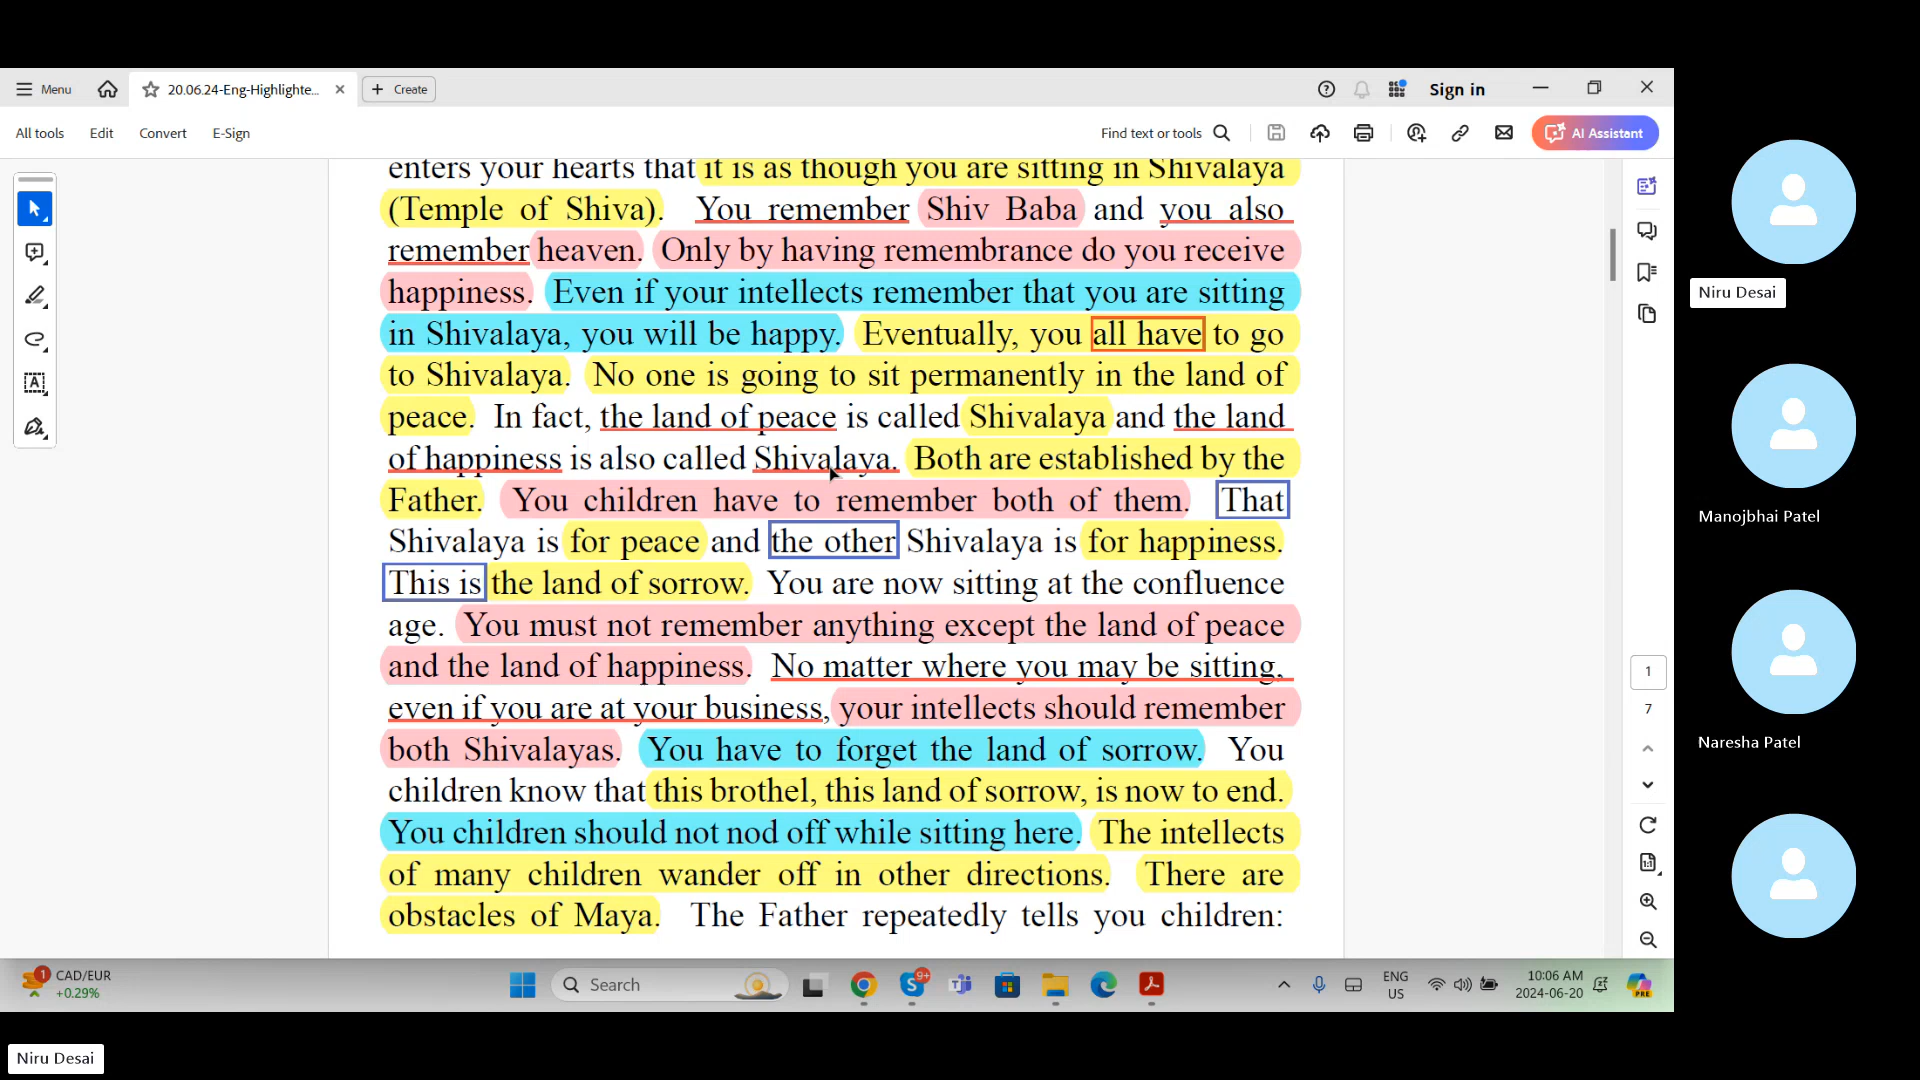 Menu
20.06.24-Eng-Highlighte...
Create
Sign in
All tools
Edit
Convert
E-Sign
Find text or tools
AI Assistant
enters your hearts that it is as though you are sitting in Shivalaya
(Temple of Shiva). You remember Shiv Baba and you also
remember heaven. Only by having remembrance do you receive
happiness. Even if your intellects remember that you are sitting
in Shivalaya, you will be happy. Eventually, you all have to go
to Shivalaya. No one is going to sit permanently in the land of
peace. In fact, the land of peace is called Shivalaya and the land
of happiness is also called Shivalaya. Both are established by the
Father. You children have to remember both of them. That
Shivalaya is for peace and the other Shivalaya is for happiness.
This is the land of sorrow. You are now sitting at the confluence
age. You must not remember anything except the land of peace
and the land of happiness. No matter where you may be sitting,
even if you are at your business, your intellects should remember
both Shivalayas. You have to forget the land of sorrow. You
children know that this brothel, this land of sorrow, is now to end.
You children should not nod off while sitting here. The intellects
of many children wander off in other directions. There are
obstacles of Maya. The Father repeatedly tells you children:
1
7
Niru Desai
Manojbhai Patel
Naresha Patel
1
CAD/EUR
+0.29%
Search
9+
ENG
US
10:06 AM
2024-06-20
PRE
Niru Desai